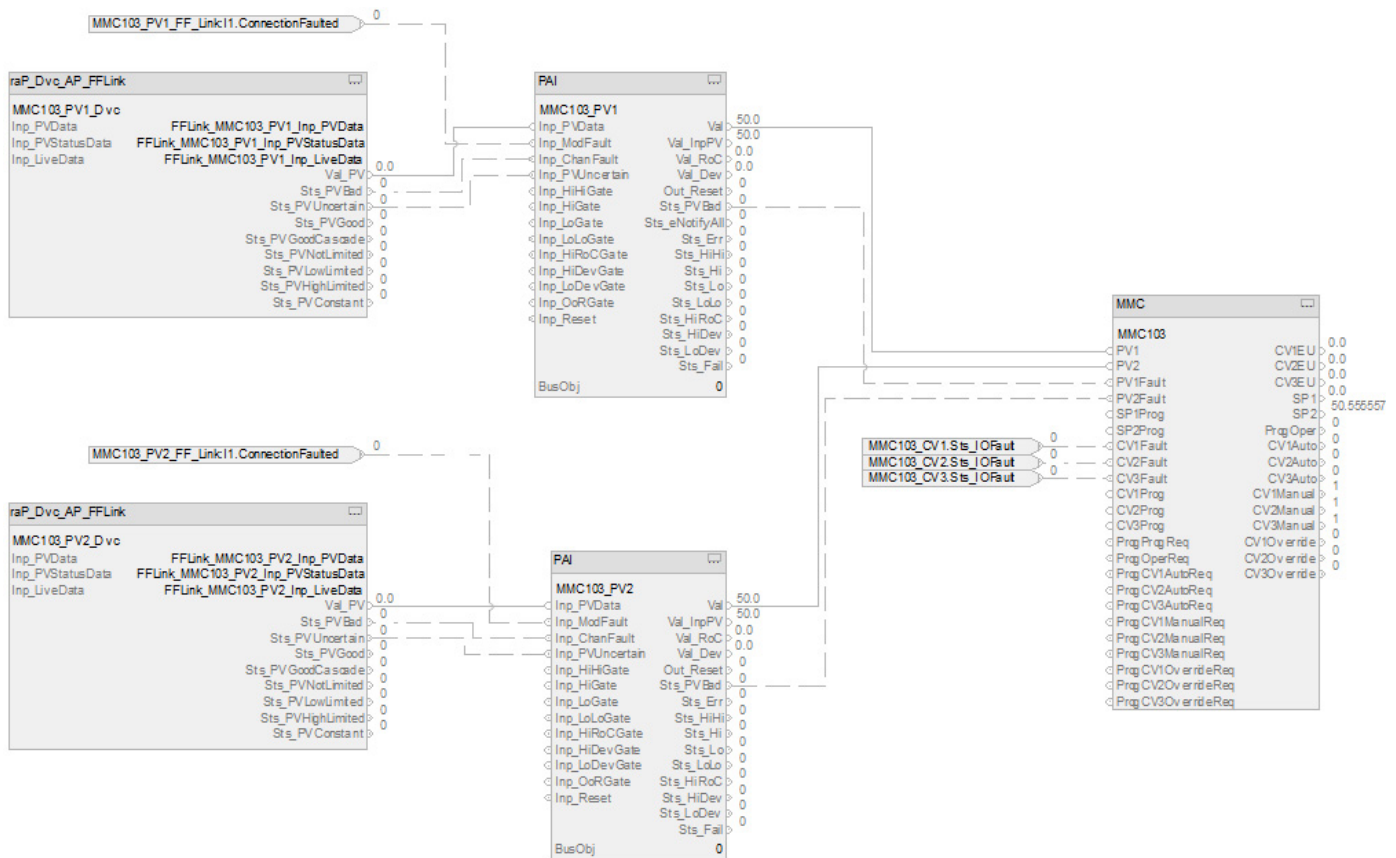 MMC103_PV1_FF_Link:I1.ConnectionFaulted
0
raP_Dvc_AP_FFLink
MMC103_PV1_Dvc
Inp_PVData FFLink_MMC103_PV1_Inp_PVData
Inp_PVStatusData FFLink_MMC103_PV1_Inp_PVStatusData
Inp_LiveData FFLink_MMC103_PV1_Inp_LiveData
Val_PV 0.0
Sts_PVBad 0
Sts_PVUncertain 0
Sts_PVGood 0
Sts_PVGoodCascade 0
Sts_PVNotLimited 0
Sts_PVLowLimited 0
Sts_PVHighLimited 0
Sts_PVConstant 0
PAI
MMC103_PV1
Inp_PVData Val 50.0
Inp_ModFault Val_InpPV 50.0
Inp_ChanFault Val_RoC 0.0
Inp_PVUncertain Val_Dev 0.0
Inp_HiHiGate Out_Reset 0
Inp_HiGate Sts_PVBad 0
Inp_LoGate Sts_eNotifyAll 0
Inp_LoLoGate Sts_Err 0
Inp_HiRoCGate Sts_HiHi 0
Inp_HiDevGate Sts_Hi 0
Inp_LoDevGate Sts_Lo 0
Inp_OoRGate Sts_LoLo 0
Inp_Reset Sts_HiRoC 0
Sts_HiDev 0
Sts_LoDev 0
Sts_Fail 0
BusObj 0
MMC103_PV2_FF_Link:I1.ConnectionFaulted
0
raP_Dvc_AP_FFLink
MMC103_PV2_Dvc
Inp_PVData FFLink_MMC103_PV2_Inp_PVData
Inp_PVStatusData FFLink_MMC103_PV2_Inp_PVStatusData
Inp_LiveData FFLink_MMC103_PV2_Inp_LiveData
Val_PV 0.0
Sts_PVBad 0
Sts_PVUncertain 0
Sts_PVGood 0
Sts_PVGoodCascade 0
Sts_PVNotLimited 0
Sts_PVLowLimited 0
Sts_PVHighLimited 0
Sts_PVConstant 0
PAI
MMC103_PV2
Inp_PVData Val 50.0
Inp_ModFault Val_InpPV 50.0
Inp_ChanFault Val_RoC 0.0
Inp_PVUncertain Val_Dev 0.0
Inp_HiHiGate Out_Reset 0
Inp_HiGate Sts_PVBad 0
Inp_LoGate Sts_Err 0
Inp_LoLoGate Sts_HiHi 0
Inp_HiRoCGate Sts_Hi 0
Inp_HiDevGate Sts_Lo 0
Inp_LoDevGate Sts_LoLo 0
Inp_OoRGate Sts_HiRoC 0
Inp_Reset Sts_HiDev 0
Sts_LoDev 0
Sts_Fail 0
BusObj 0
MMC103_CV1.Sts_IOFault 0
MMC103_CV2.Sts_IOFault 0
MMC103_CV3.Sts_IOFault 0
MMC
MMC103
PV1 CV1EU 0.0
PV2 CV2EU 0.0
PV1Fault CV3EU 0.0
PV2Fault SP1 0.0
SP1Prog SP2 50.555557
SP2Prog ProgOper 0
CV1Fault CV1Auto 0
CV2Fault CV2Auto 0
CV3Fault CV3Auto 0
CV1Prog CV1Manual 1
CV2Prog CV2Manual 1
CV3Prog CV3Manual 1
ProgProgReq CV1Override 0
ProgOperReq CV2Override 0
ProgCV1AutoReq CV3Override 0
ProgCV2AutoReq
ProgCV3AutoReq
ProgCV1ManualReq
ProgCV2ManualReq
ProgCV3ManualReq
ProgCV1OverrideReq
ProgCV2OverrideReq
ProgCV3OverrideReq